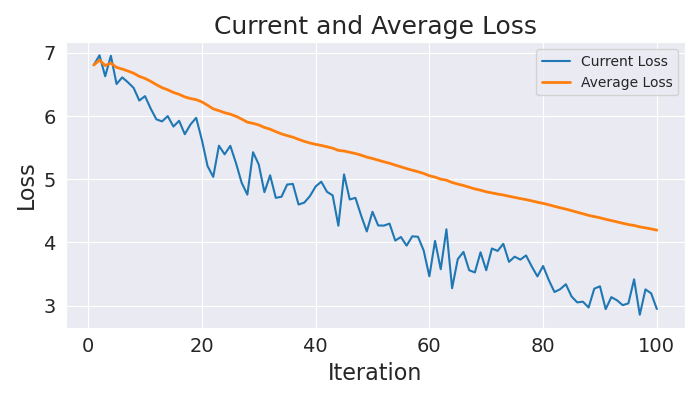 Current and Average Loss
7
6
5
4
3
Loss
Current Loss
Average Loss
0 20 40 60 80 100
Iteration